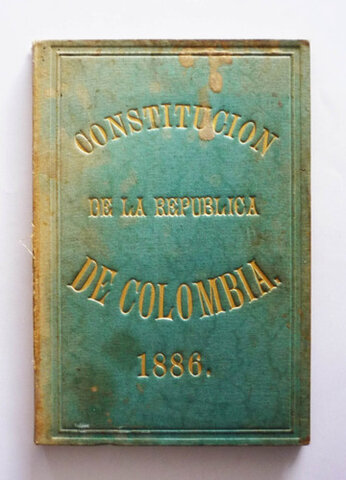 CONSTITUCION
DE LA REPUBLICA
DE COLOMBIA.
1886.